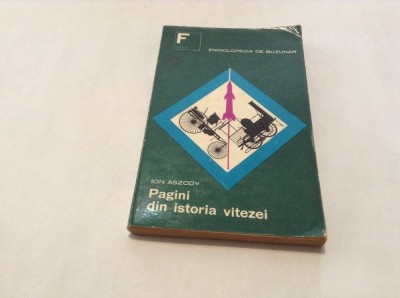 F
ENCICLOPEDIA DE BUZUNAR
ION ASZODY
Pagini
din istoria vitezei